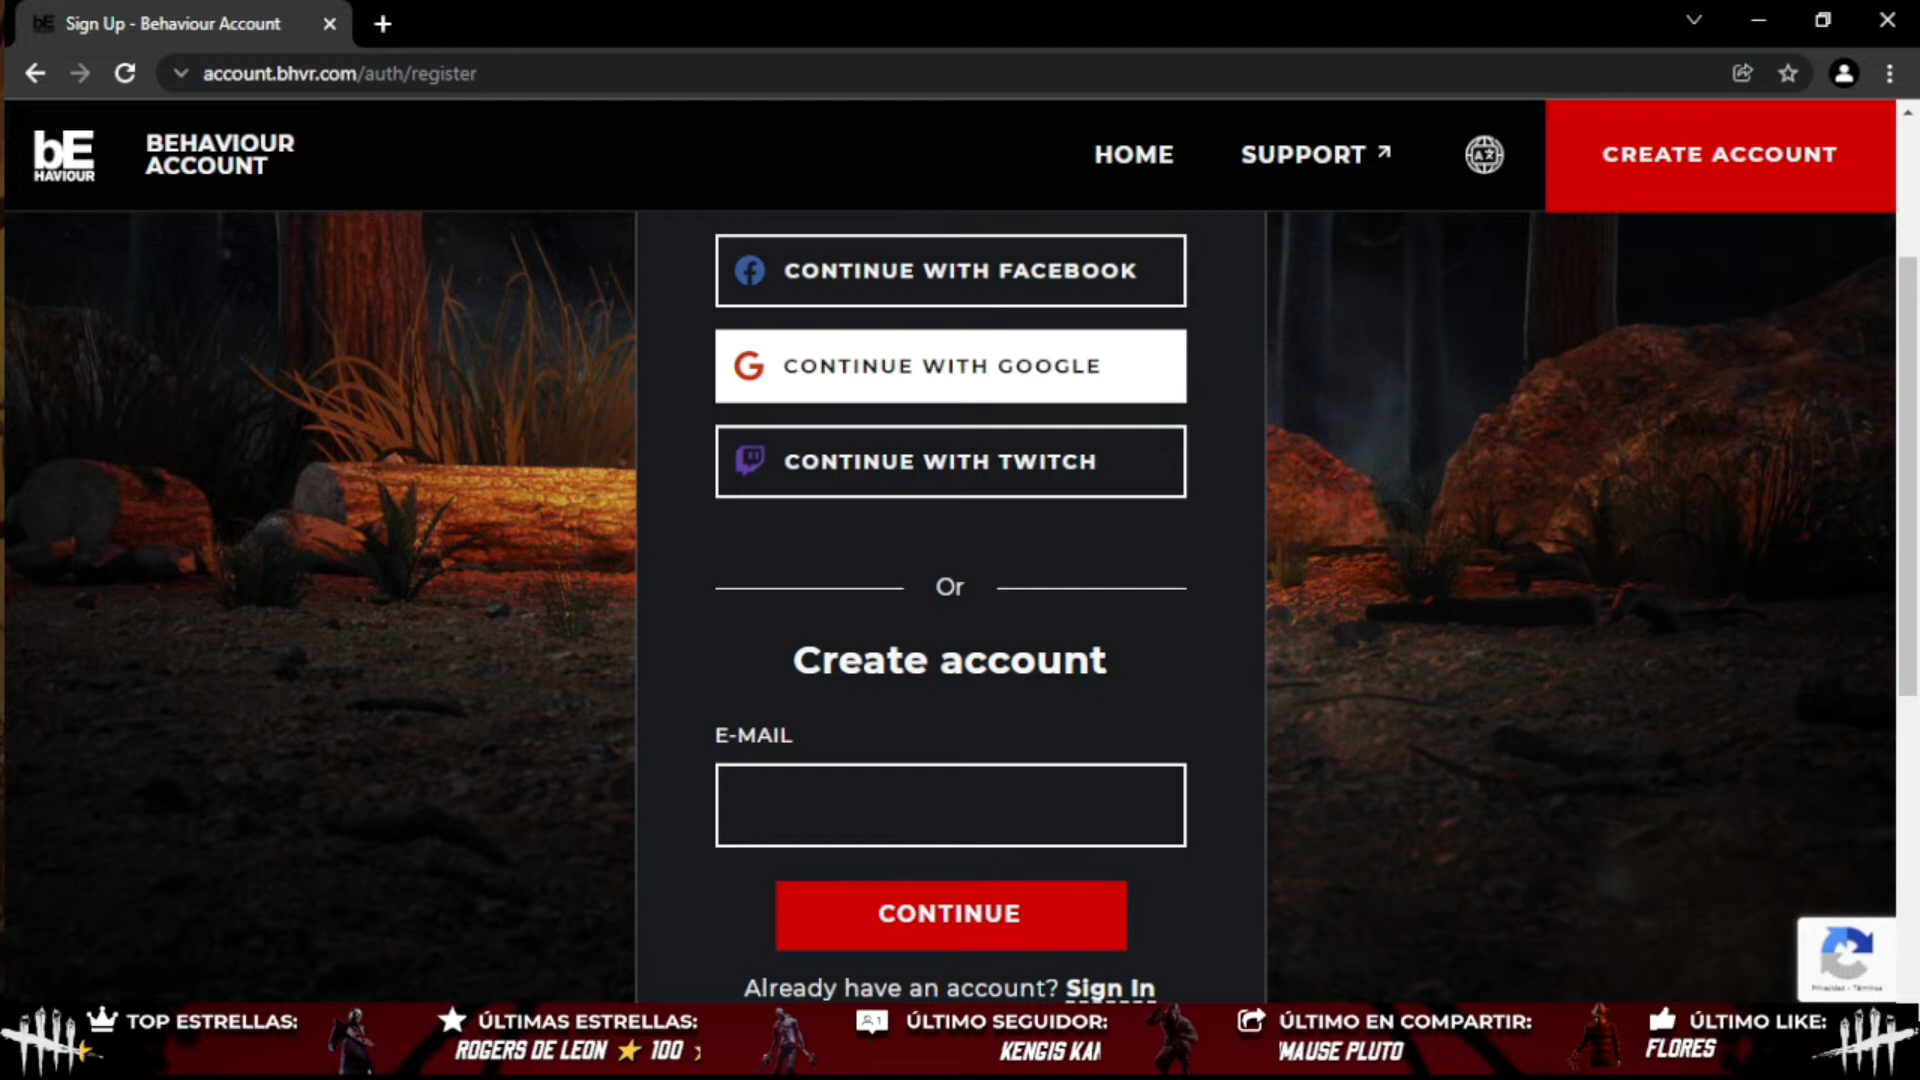 Sign Up - Behaviour Account
account.bhvr.com/auth/register
bE
HAVIOUR
BEHAVIOUR
ACCOUNT
HOME
SUPPORT
CREATE ACCOUNT
CONTINUE WITH FACEBOOK
CONTINUE WITH GOOGLE
CONTINUE WITH TWITCH
Or
Create account
E-MAIL
CONTINUE
Already have an account? Sign In
Privacidad - Términos
TOP ESTRELLAS:
ÚLTIMAS ESTRELLAS:
ROGERS DE LEON ⭐ 100
ÚLTIMO SEGUIDOR:
KENGIS KAI
ÚLTIMO EN COMPARTIR:
MAUSE PLUTO
ÚLTIMO LIKE:
FLORES